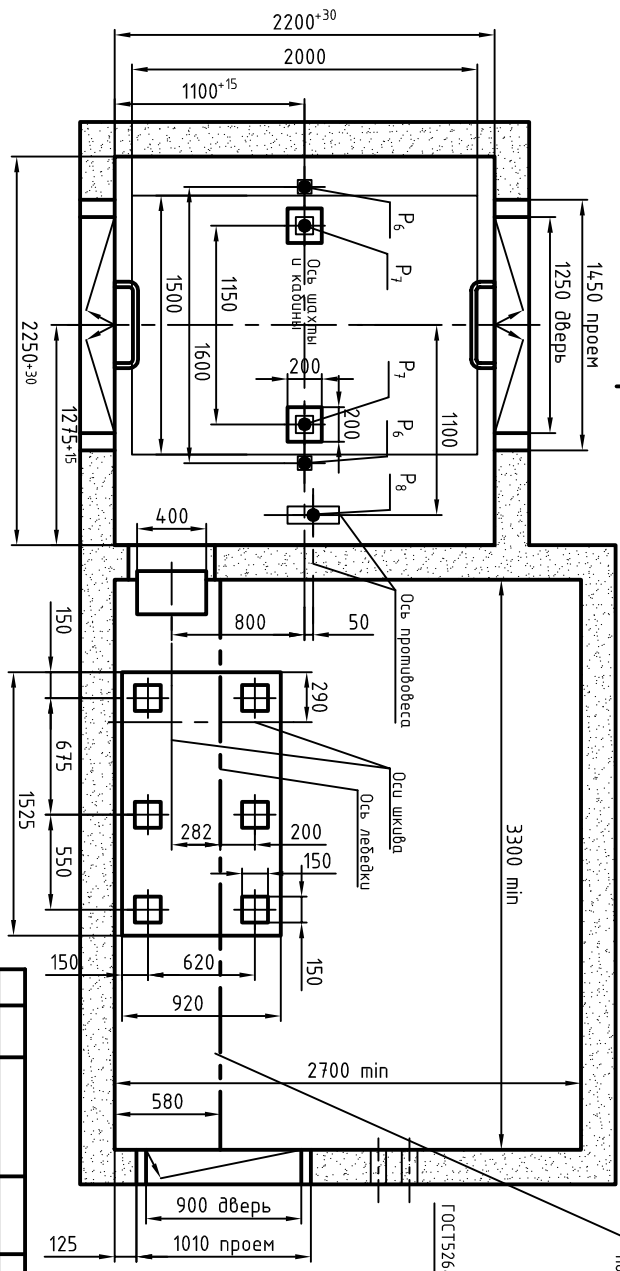 2200+30
2000
1100+15
1450 проем
1250 дверь
P6
P7
Ось шахты
и кабины
1150
1500
1600
200
200
P7
P6
P8
1100
2250+30
1275+15
400
Ось противовеса
150
800
50
290
3300 min
Оси шкива
Ось лебедки
675
1525
550
282
200
150
150
150
620
920
2700 min
580
900 дверь
1010 проем
125
ГОСТ526